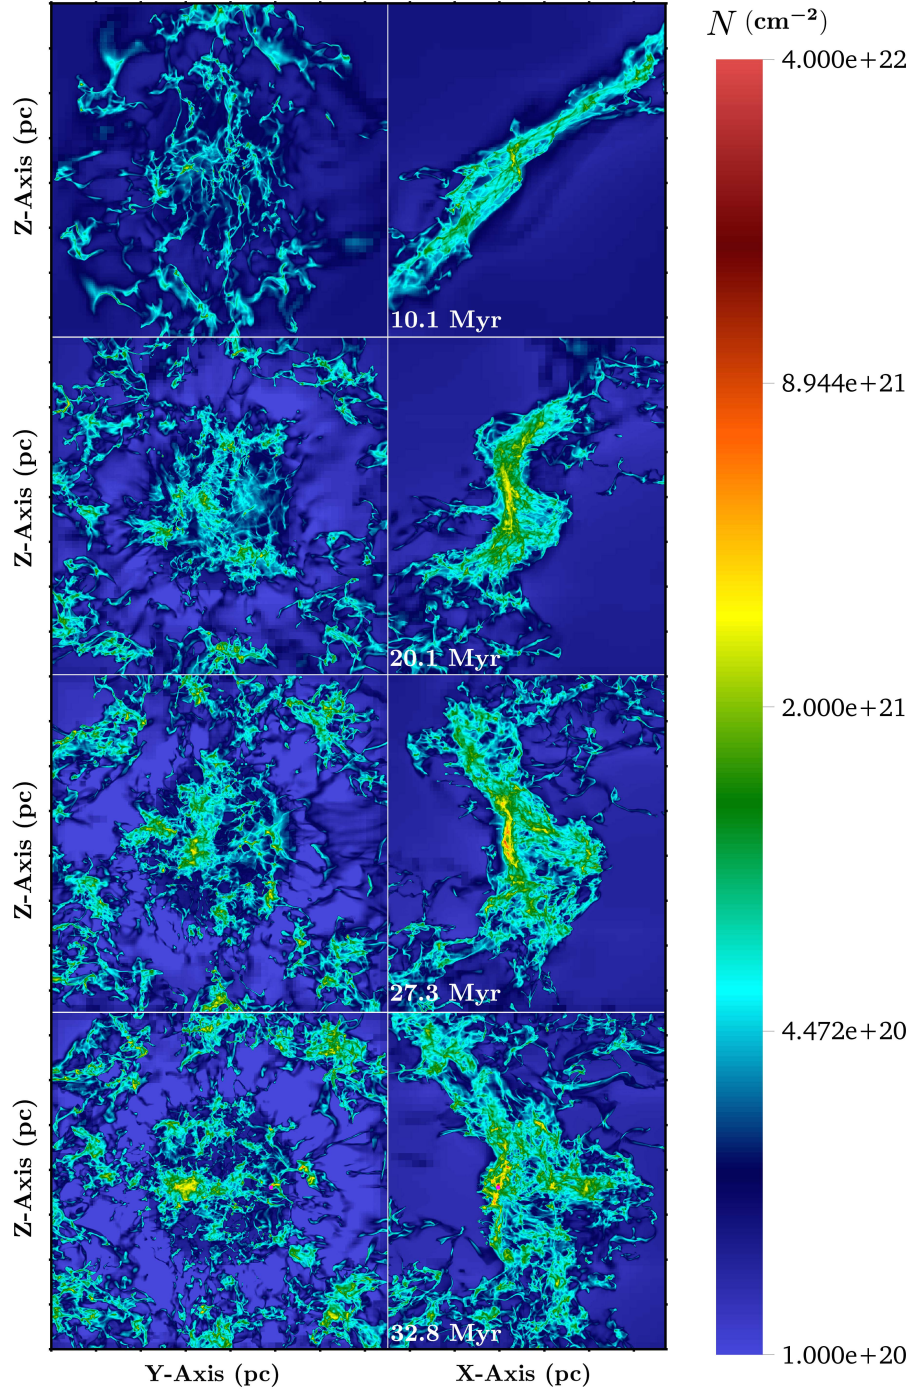 N (cm⁻²)
4.000e+22
8.944e+21
2.000e+21
4.472e+20
1.000e+20
Z-Axis (pc)
10.1 Myr
Z-Axis (pc)
20.1 Myr
Z-Axis (pc)
27.3 Myr
Z-Axis (pc)
32.8 Myr
Y-Axis (pc)
X-Axis (pc)